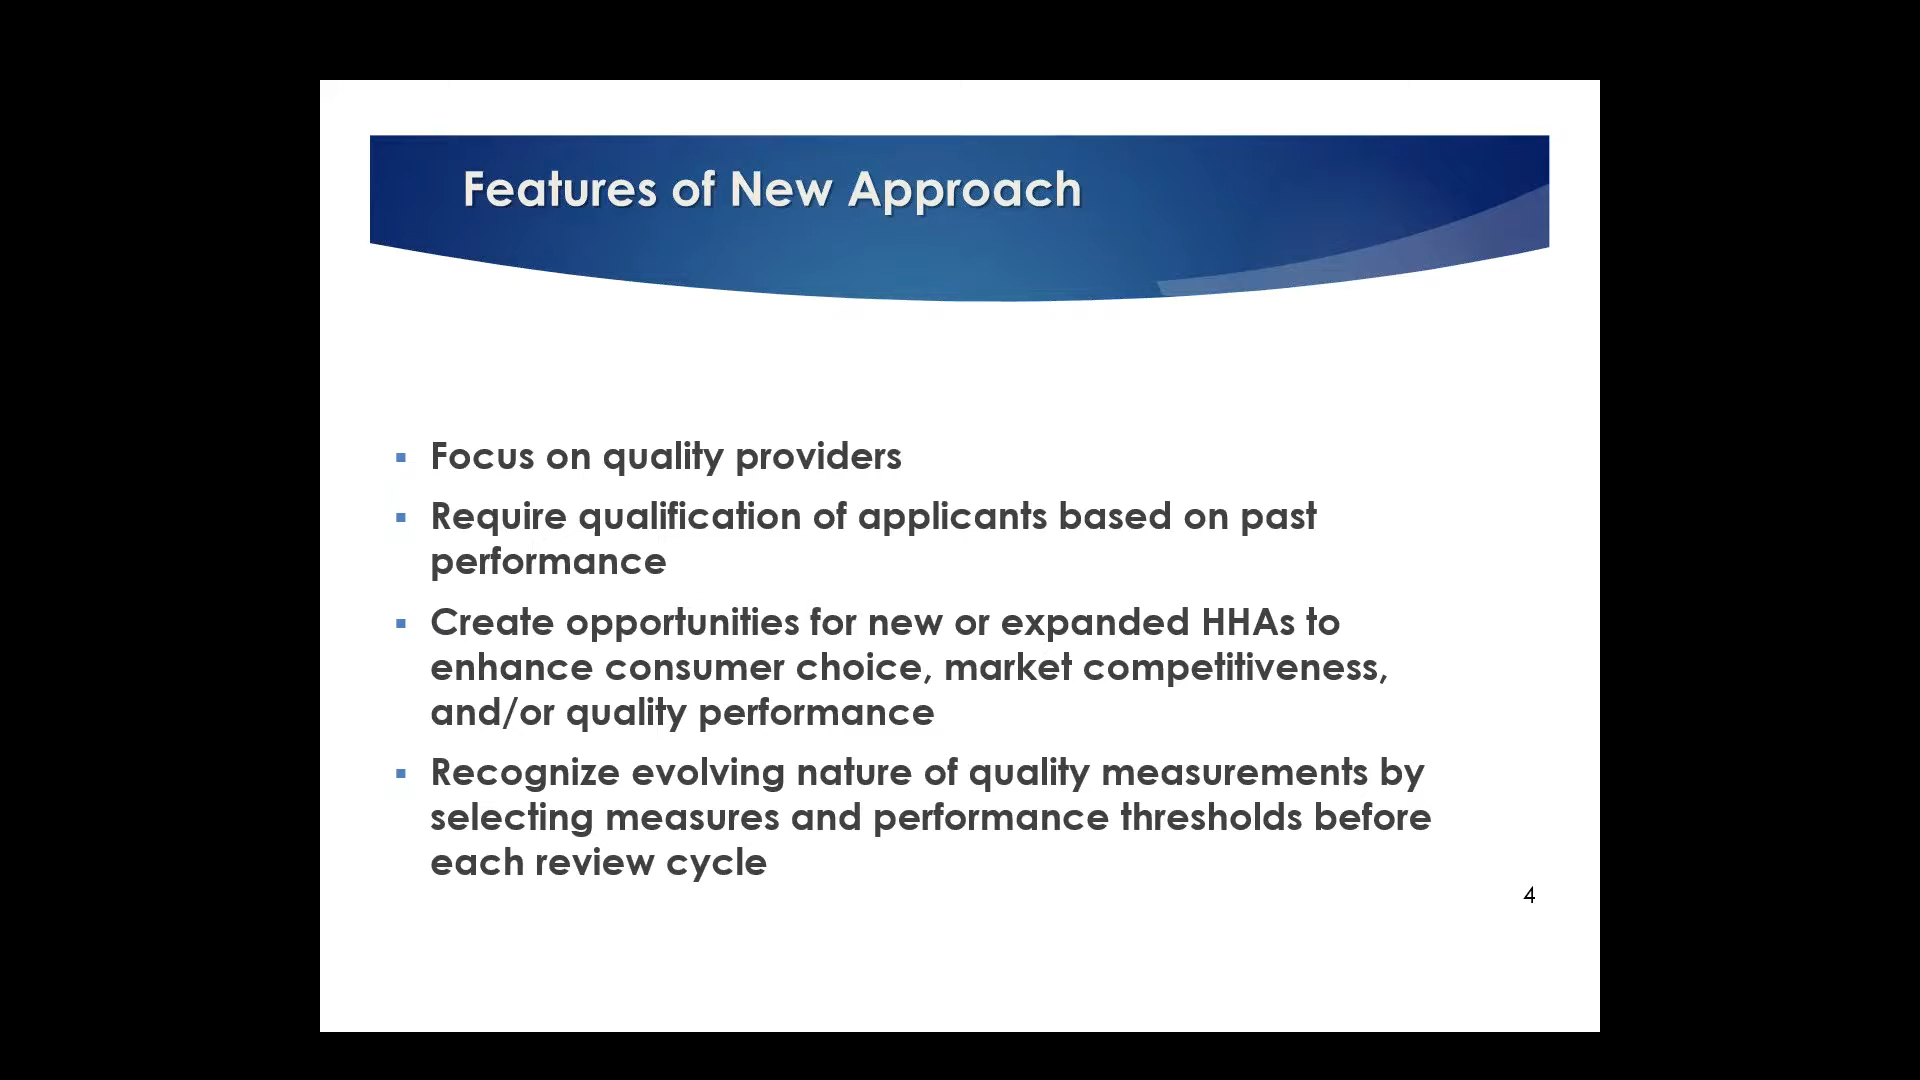 Features of New Approach
▪ Focus on quality providers
▪ Require qualification of applicants based on past
performance
▪ Create opportunities for new or expanded HHAs to
enhance consumer choice, market competitiveness,
and/or quality performance
▪ Recognize evolving nature of quality measurements by
selecting measures and performance thresholds before
each review cycle
4